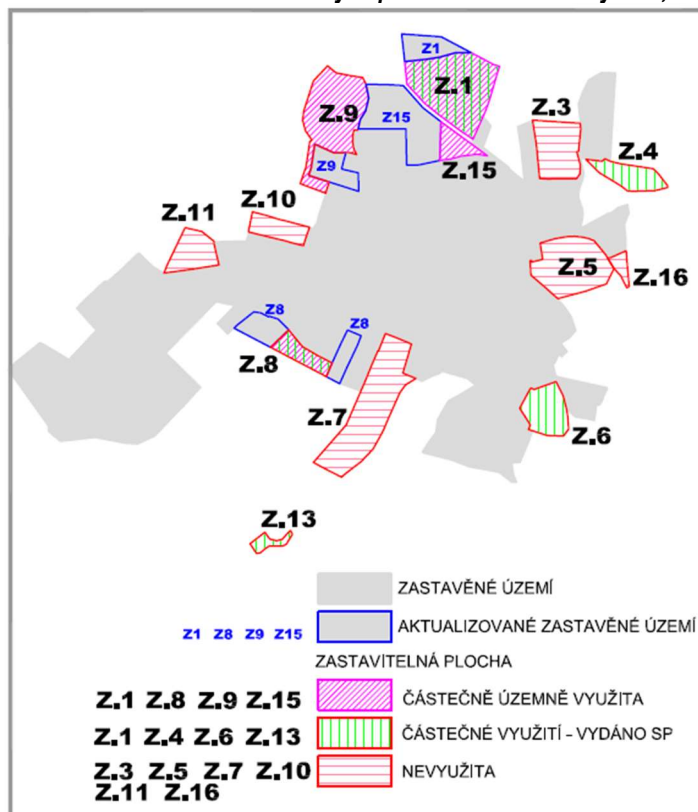 Z1
Z.1
Z.9
Z15
Z.15
Z9
Z.3
Z.4
Z.10
Z.11
Z.5
Z.16
Z8
Z8
Z.8
Z.7
Z.6
Z.13
ZASTAVĚNÉ ÚZEMÍ
Z1 Z8 Z9 Z15 AKTUALIZOVANÉ ZASTAVĚNÉ ÚZEMÍ
ZASTAVITELNÁ PLOCHA
Z.1 Z.8 Z.9 Z.15 ČÁSTEČNĚ ÚZEMNĚ VYUŽITA
Z.1 Z.4 Z.6 Z.13 ČÁSTEČNÉ VYUŽITÍ - VYDÁNO SP
Z.3 Z.5 Z.7 Z.10 NEVYUŽITA
Z.11 Z.16